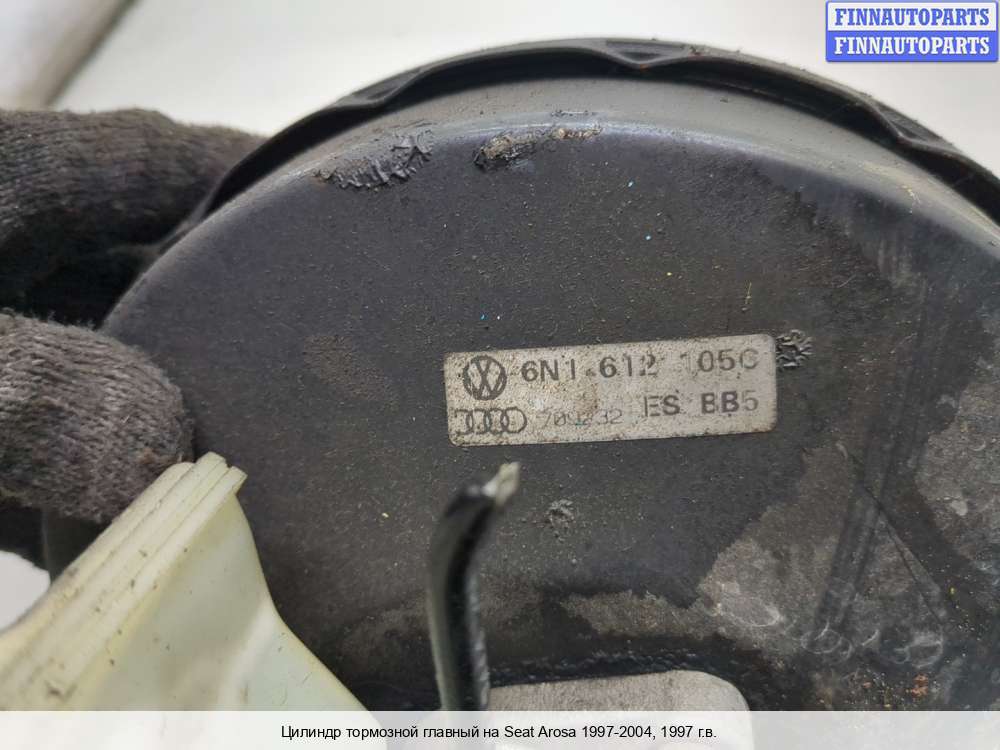 FINNAUTOPARTS
FINNAUTOPARTS
6N1 612 105C
ES BB5
Цилиндр тормозной главный на Seat Arosa 1997-2004, 1997 г.в.